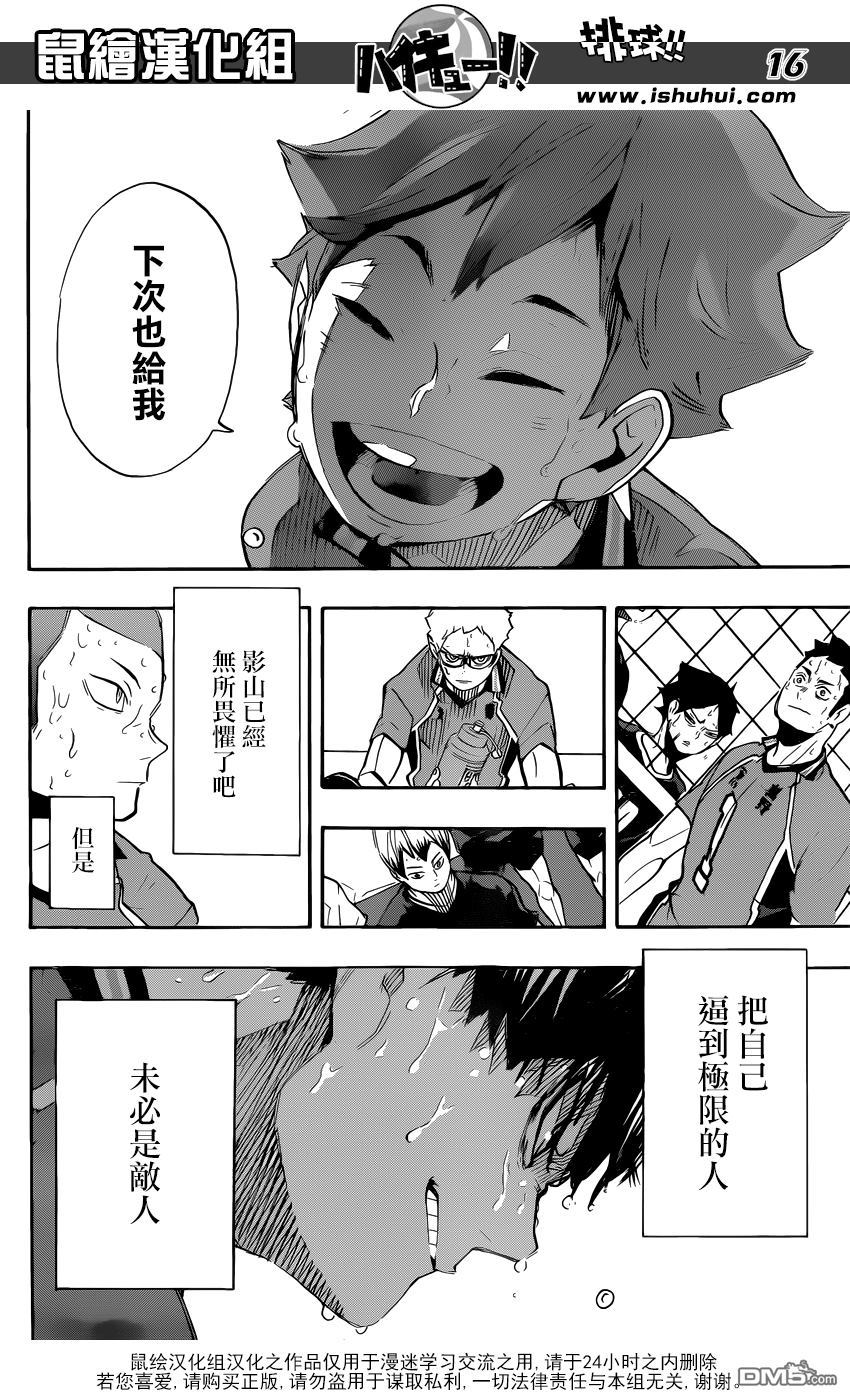 鼠繪漢化組
ハイキュー!!
排球!!
16
www.ishuhui.com
下次也給我
影山已經
無所畏懼了吧
但是
把自己
逼到極限的人
未必是敵人
鼠绘汉化组汉化之作品仅用于漫迷学习交流之用, 请于24小时之内删除
若您喜爱, 请购买正版, 请勿盗用于谋取私利, 一切法律责任与本组无关, 谢谢。
DM5.com